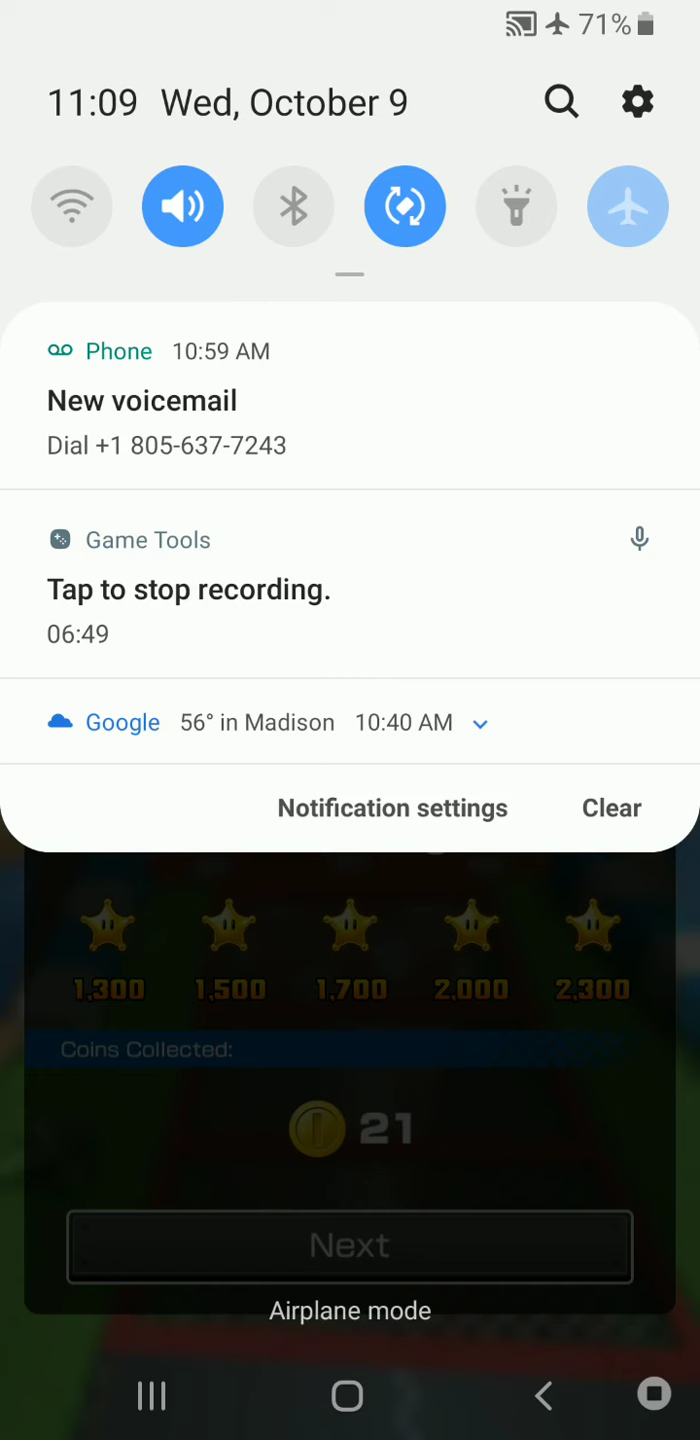 71%
11:09 Wed, October 9
Phone 10:59 AM
New voicemail
Dial +1 805-637-7243
Game Tools
Tap to stop recording.
06:49
Google 56° in Madison 10:40 AM
Notification settings Clear
1,300 1,500 1,700 2,000 2,300
Coins Collected:
21
Next
Airplane mode